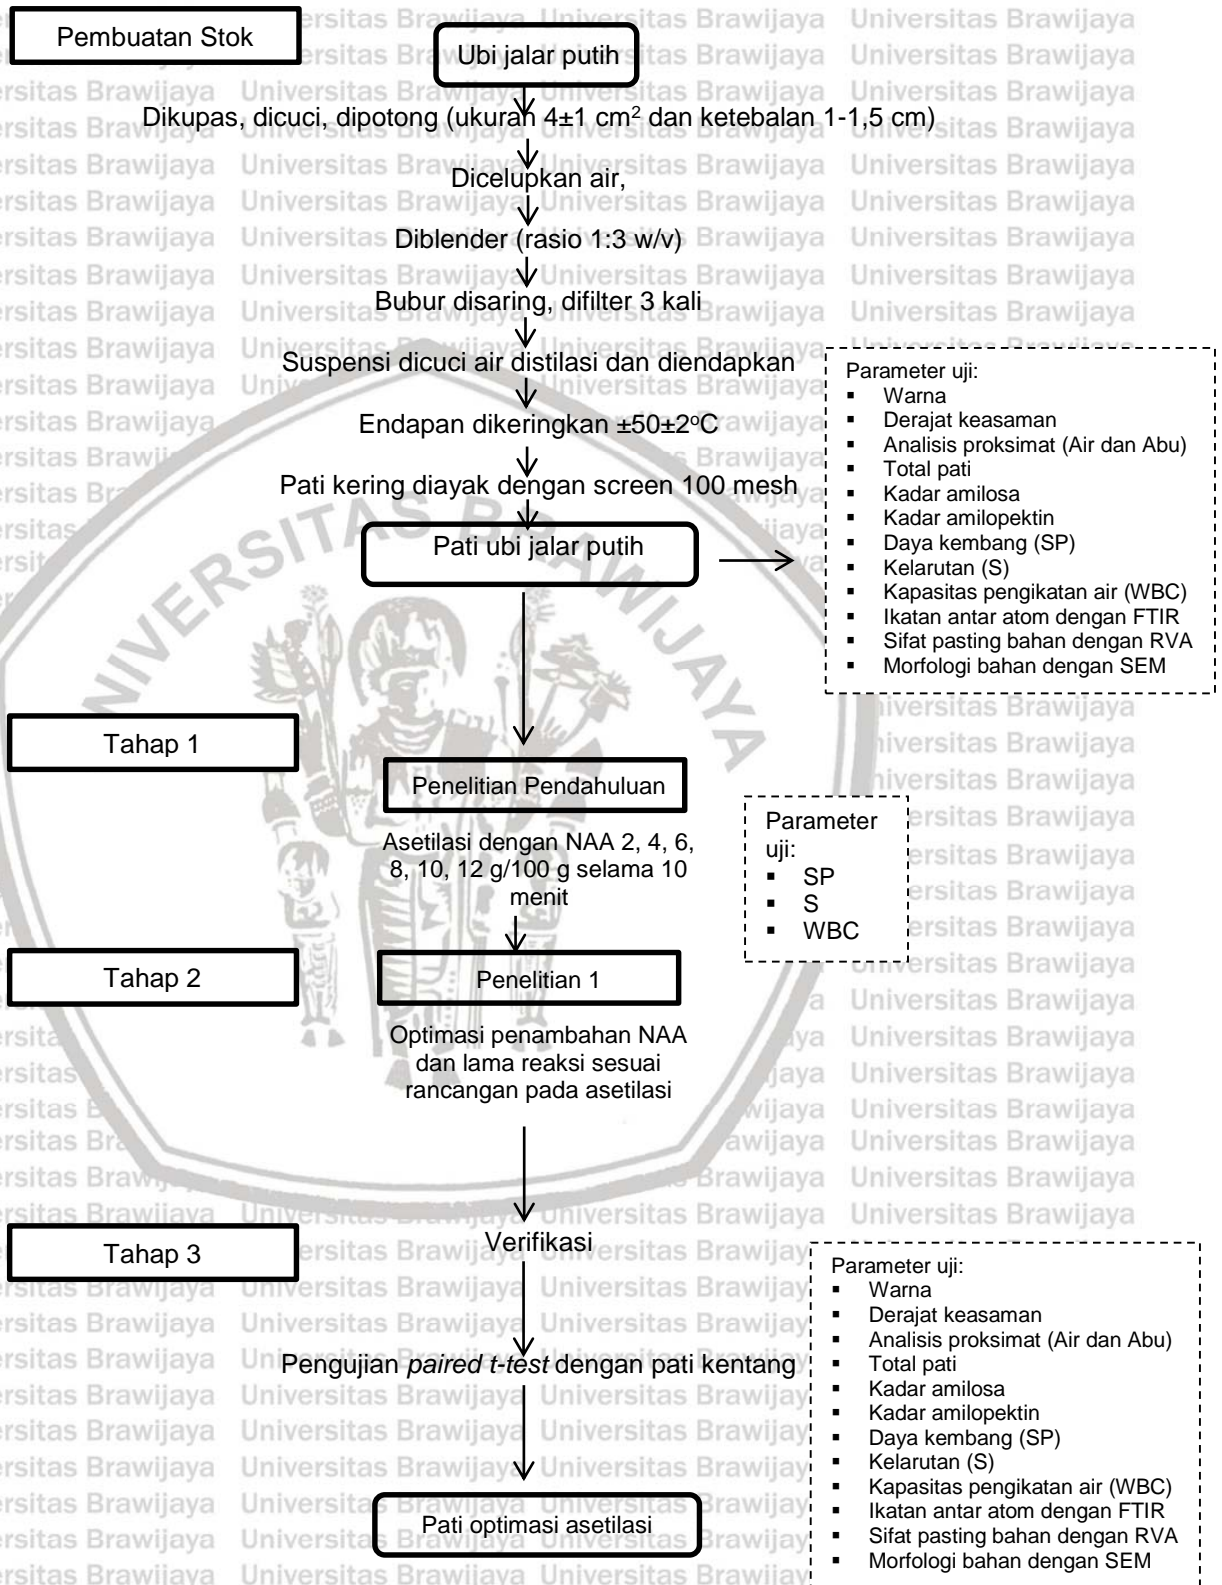 Pembuatan Stok
Ubi jalar putih
Dikupas, dicuci, dipotong (ukuran 4±1 cm² dan ketebalan 1-1,5 cm)
Dicelupkan air,
Diblender (rasio 1:3 w/v)
Bubur disaring, difilter 3 kali
Suspensi dicuci air distilasi dan diendapkan
Endapan dikeringkan ±50±2°C
Pati kering diayak dengan screen 100 mesh
Pati ubi jalar putih
Parameter uji:
▪ Warna
▪ Derajat keasaman
▪ Analisis proksimat (Air dan Abu)
▪ Total pati
▪ Kadar amilosa
▪ Kadar amilopektin
▪ Daya kembang (SP)
▪ Kelarutan (S)
▪ Kapasitas pengikatan air (WBC)
▪ Ikatan antar atom dengan FTIR
▪ Sifat pasting bahan dengan RVA
▪ Morfologi bahan dengan SEM
Tahap 1
Penelitian Pendahuluan
Asetilasi dengan NAA 2, 4, 6,
8, 10, 12 g/100 g selama 10
menit
Parameter
uji:
▪ SP
▪ S
▪ WBC
Tahap 2
Penelitian 1
Optimasi penambahan NAA
dan lama reaksi sesuai
rancangan pada asetilasi
Tahap 3
Verifikasi
Pengujian paired t-test dengan pati kentang
Pati optimasi asetilasi
Parameter uji:
▪ Warna
▪ Derajat keasaman
▪ Analisis proksimat (Air dan Abu)
▪ Total pati
▪ Kadar amilosa
▪ Kadar amilopektin
▪ Daya kembang (SP)
▪ Kelarutan (S)
▪ Kapasitas pengikatan air (WBC)
▪ Ikatan antar atom dengan FTIR
▪ Sifat pasting bahan dengan RVA
▪ Morfologi bahan dengan SEM
UNIVERSITAS BRAWIJAYA
Universitas Brawijaya